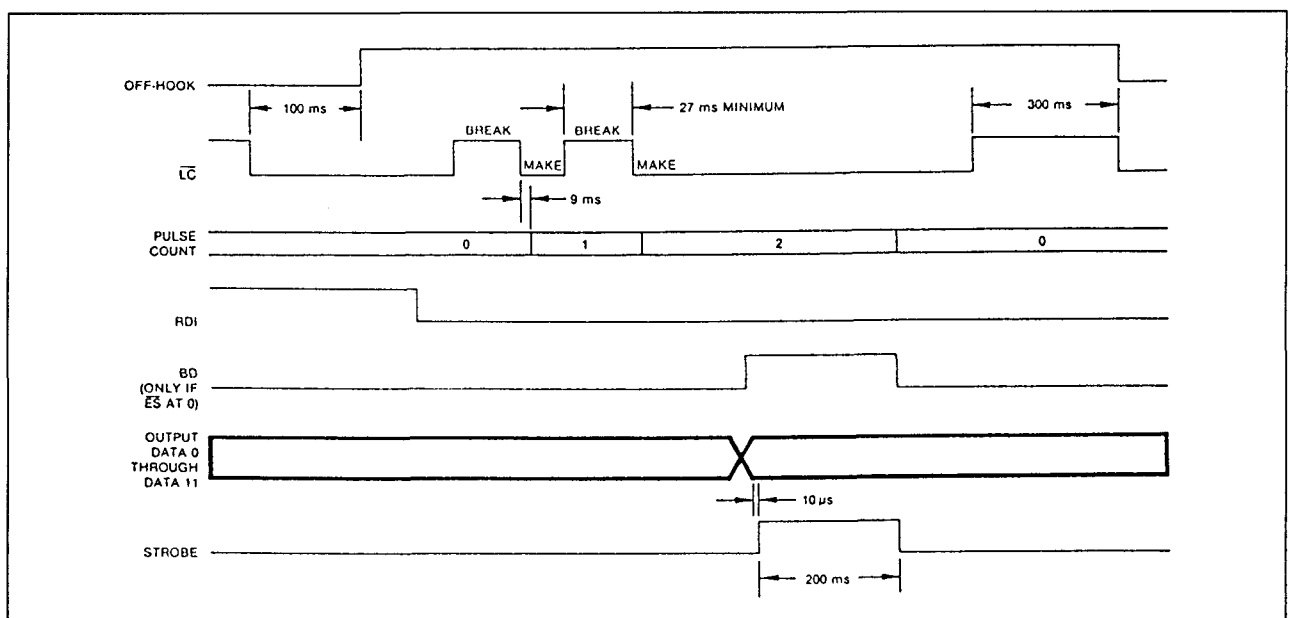 OFF-HOOK
100 ms
27 ms MINIMUM
300 ms
BREAK
BREAK
LC
MAKE
MAKE
9 ms
PULSE
COUNT
0
1
2
0
RDI
BD
(ONLY IF
ES AT 0)
OUTPUT
DATA 0
THROUGH
DATA 11
10 µs
STROBE
200 ms